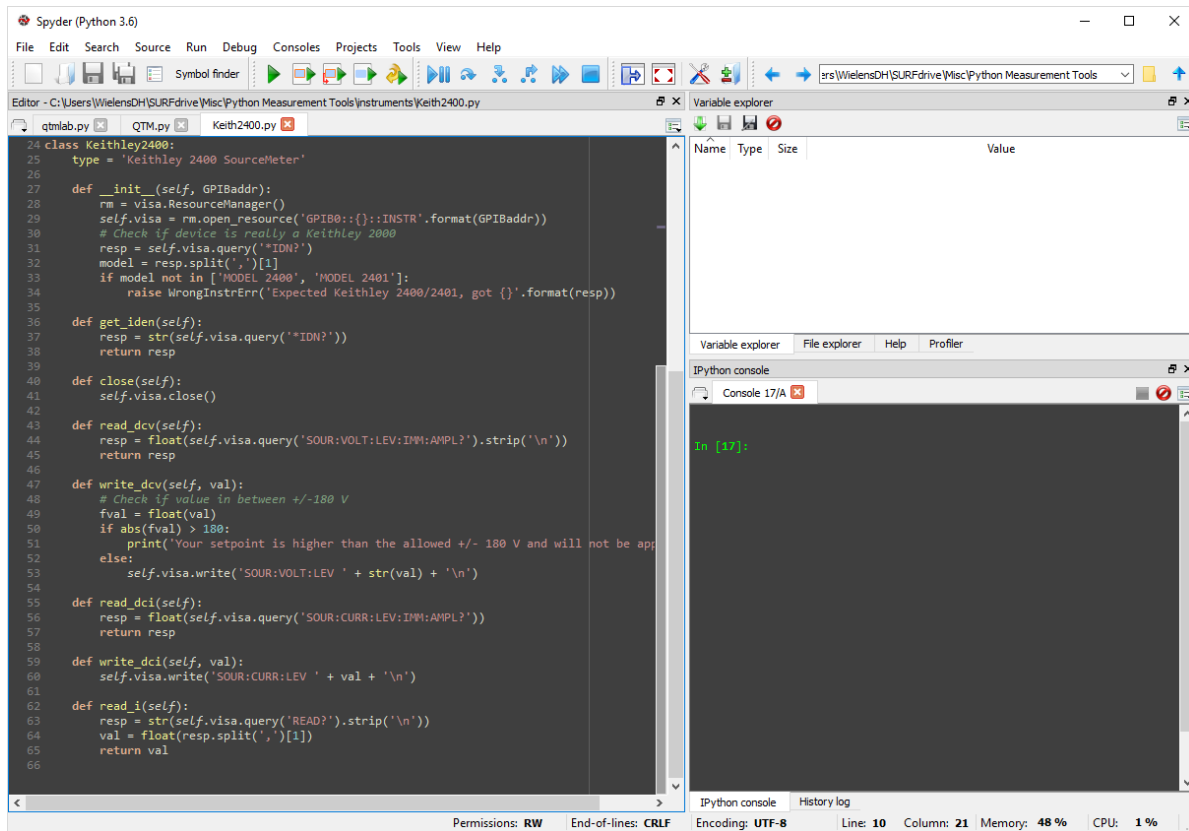 Spyder (Python 3.6)
File Edit Search Source Run Debug Consoles Projects Tools View Help
Symbol finder
ers\WielensDH\SURFdrive\Misc\Python Measurement Tools
Editor - C:\Users\WielensDH\SURFdrive\Misc\Python Measurement Tools\instruments\Keith2400.py
qtmlab.py QTM.py Keith2400.py
24 class Keithley2400:
25     type = 'Keithley 2400 SourceMeter'
26
27     def __init__(self, GPIBaddr):
28         rm = visa.ResourceManager()
29         self.visa = rm.open_resource('GPIB0::{}::INSTR'.format(GPIBaddr))
30         # Check if device is really a Keithley 2000
31         resp = self.visa.query('*IDN?')
32         model = resp.split(',')[1]
33         if model not in ['MODEL 2400', 'MODEL 2401']:
34             raise WrongInstrErr('Expected Keithley 2400/2401, got {}'.format(resp))
35
36     def get_iden(self):
37         resp = str(self.visa.query('*IDN?'))
38         return resp
39
40     def close(self):
41         self.visa.close()
42
43     def read_dcv(self):
44         resp = float(self.visa.query('SOUR:VOLT:LEV:IMM:AMPL?').strip('\n'))
45         return resp
46
47     def write_dcv(self, val):
48         # Check if value in between +/-180 V
49         fval = float(val)
50         if abs(fval) > 180:
51             print('Your setpoint is higher than the allowed +/- 180 V and will not be app
52         else:
53             self.visa.write('SOUR:VOLT:LEV ' + str(val) + '\n')
54
55     def read_dci(self):
56         resp = float(self.visa.query('SOUR:CURR:LEV:IMM:AMPL?'))
57         return resp
58
59     def write_dci(self, val):
60         self.visa.write('SOUR:CURR:LEV ' + val + '\n')
61
62     def read_i(self):
63         resp = str(self.visa.query('READ?').strip('\n'))
64         val = float(resp.split(',')[1])
65         return val
66
Variable explorer
Name Type Size Value
Variable explorer File explorer Help Profiler
IPython console
Console 17/A
In [17]:
IPython console History log
Permissions: RW End-of-lines: CRLF Encoding: UTF-8 Line: 10 Column: 21 Memory: 48 % CPU: 1 %